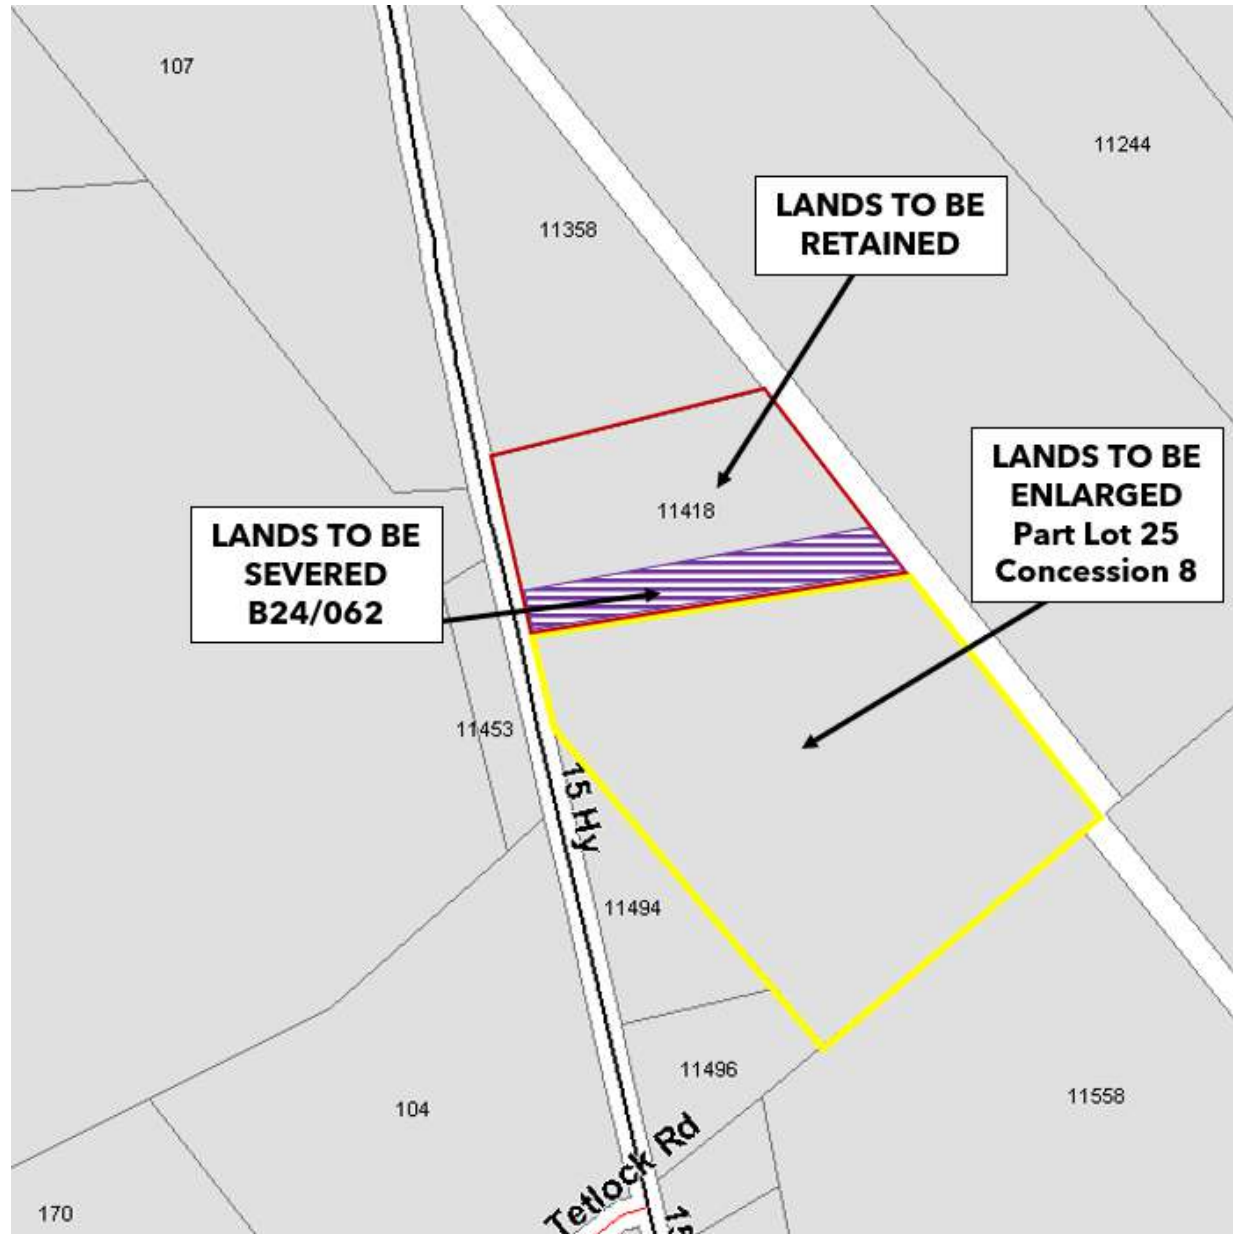 107
11244
LANDS TO BE
RETAINED
11358
LANDS TO BE
ENLARGED
Part Lot 25
Concession 8
11418
LANDS TO BE
SEVERED
B24/062
11453
15 Hy
11494
11496
11558
104
Tetlock Rd
170